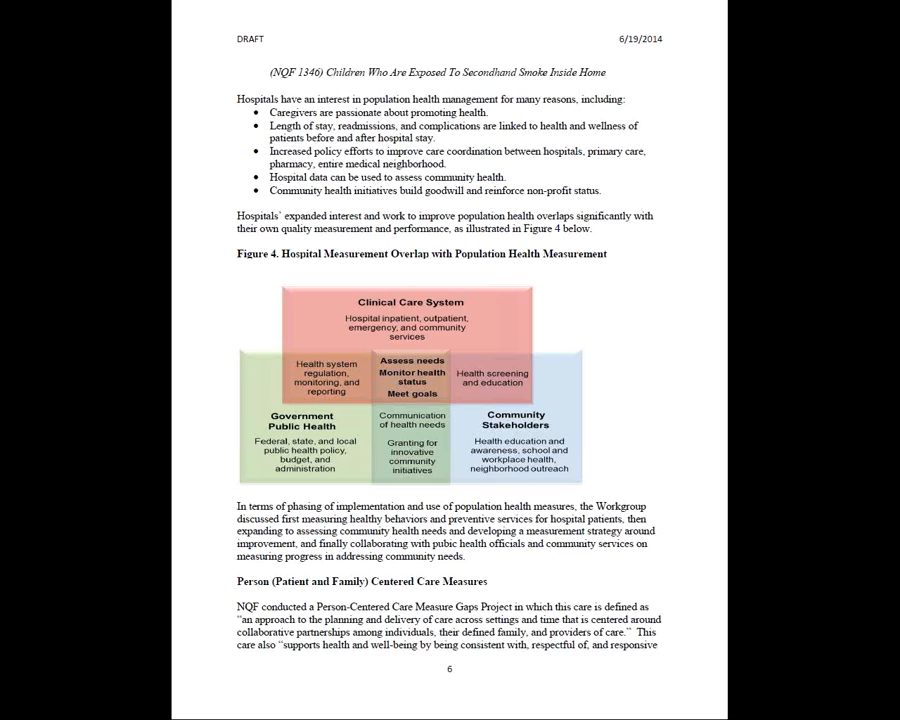 DRAFT 6/19/2014
(NQF 1346) Children Who Are Exposed To Secondhand Smoke Inside Home
Hospitals have an interest in population health management for many reasons, including:
• Caregivers are passionate about promoting health.
• Length of stay, readmissions, and complications are linked to health and wellness of
patients before and after hospital stay.
• Increased policy efforts to improve care coordination between hospitals, primary care,
pharmacy, entire medical neighborhood.
• Hospital data can be used to assess community health.
• Community health initiatives build goodwill and reinforce non-profit status.
Hospitals' expanded interest and work to improve population health overlaps significantly with
their own quality measurement and performance, as illustrated in Figure 4 below.
Figure 4. Hospital Measurement Overlap with Population Health Measurement
Clinical Care System
Hospital inpatient, outpatient,
emergency, and community
services
Health system
regulation,
monitoring, and
reporting
Assess needs
Monitor health
status
Meet goals
Health screening
and education
Government
Public Health
Federal, state, and local
public health policy,
budget, and
administration
Communication
of health needs
Granting for
innovative
community
initiatives
Community
Stakeholders
Health education and
awareness, school and
workplace health,
neighborhood outreach
In terms of phasing of implementation and use of population health measures, the Workgroup
discussed first measuring healthy behaviors and preventive services for hospital patients, then
expanding to assessing community health needs and developing a measurement strategy around
improvement, and finally collaborating with pubic health officials and community services on
measuring progress in addressing community needs.
Person (Patient and Family) Centered Care Measures
NQF conducted a Person-Centered Care Measure Gaps Project in which this care is defined as
"an approach to the planning and delivery of care across settings and time that is centered around
collaborative partnerships among individuals, their defined family, and providers of care." This
care also "supports health and well-being by being consistent with, respectful of, and responsive
6